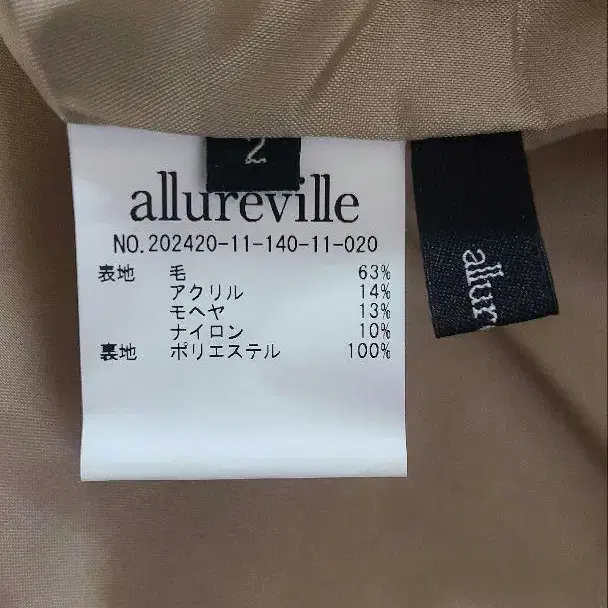 2
allureville
NO.202420-11-140-11-020
表地 毛 63%
アクリル 14%
モヘヤ 13%
ナイロン 10%
裏地 ポリエステル 100%
allure